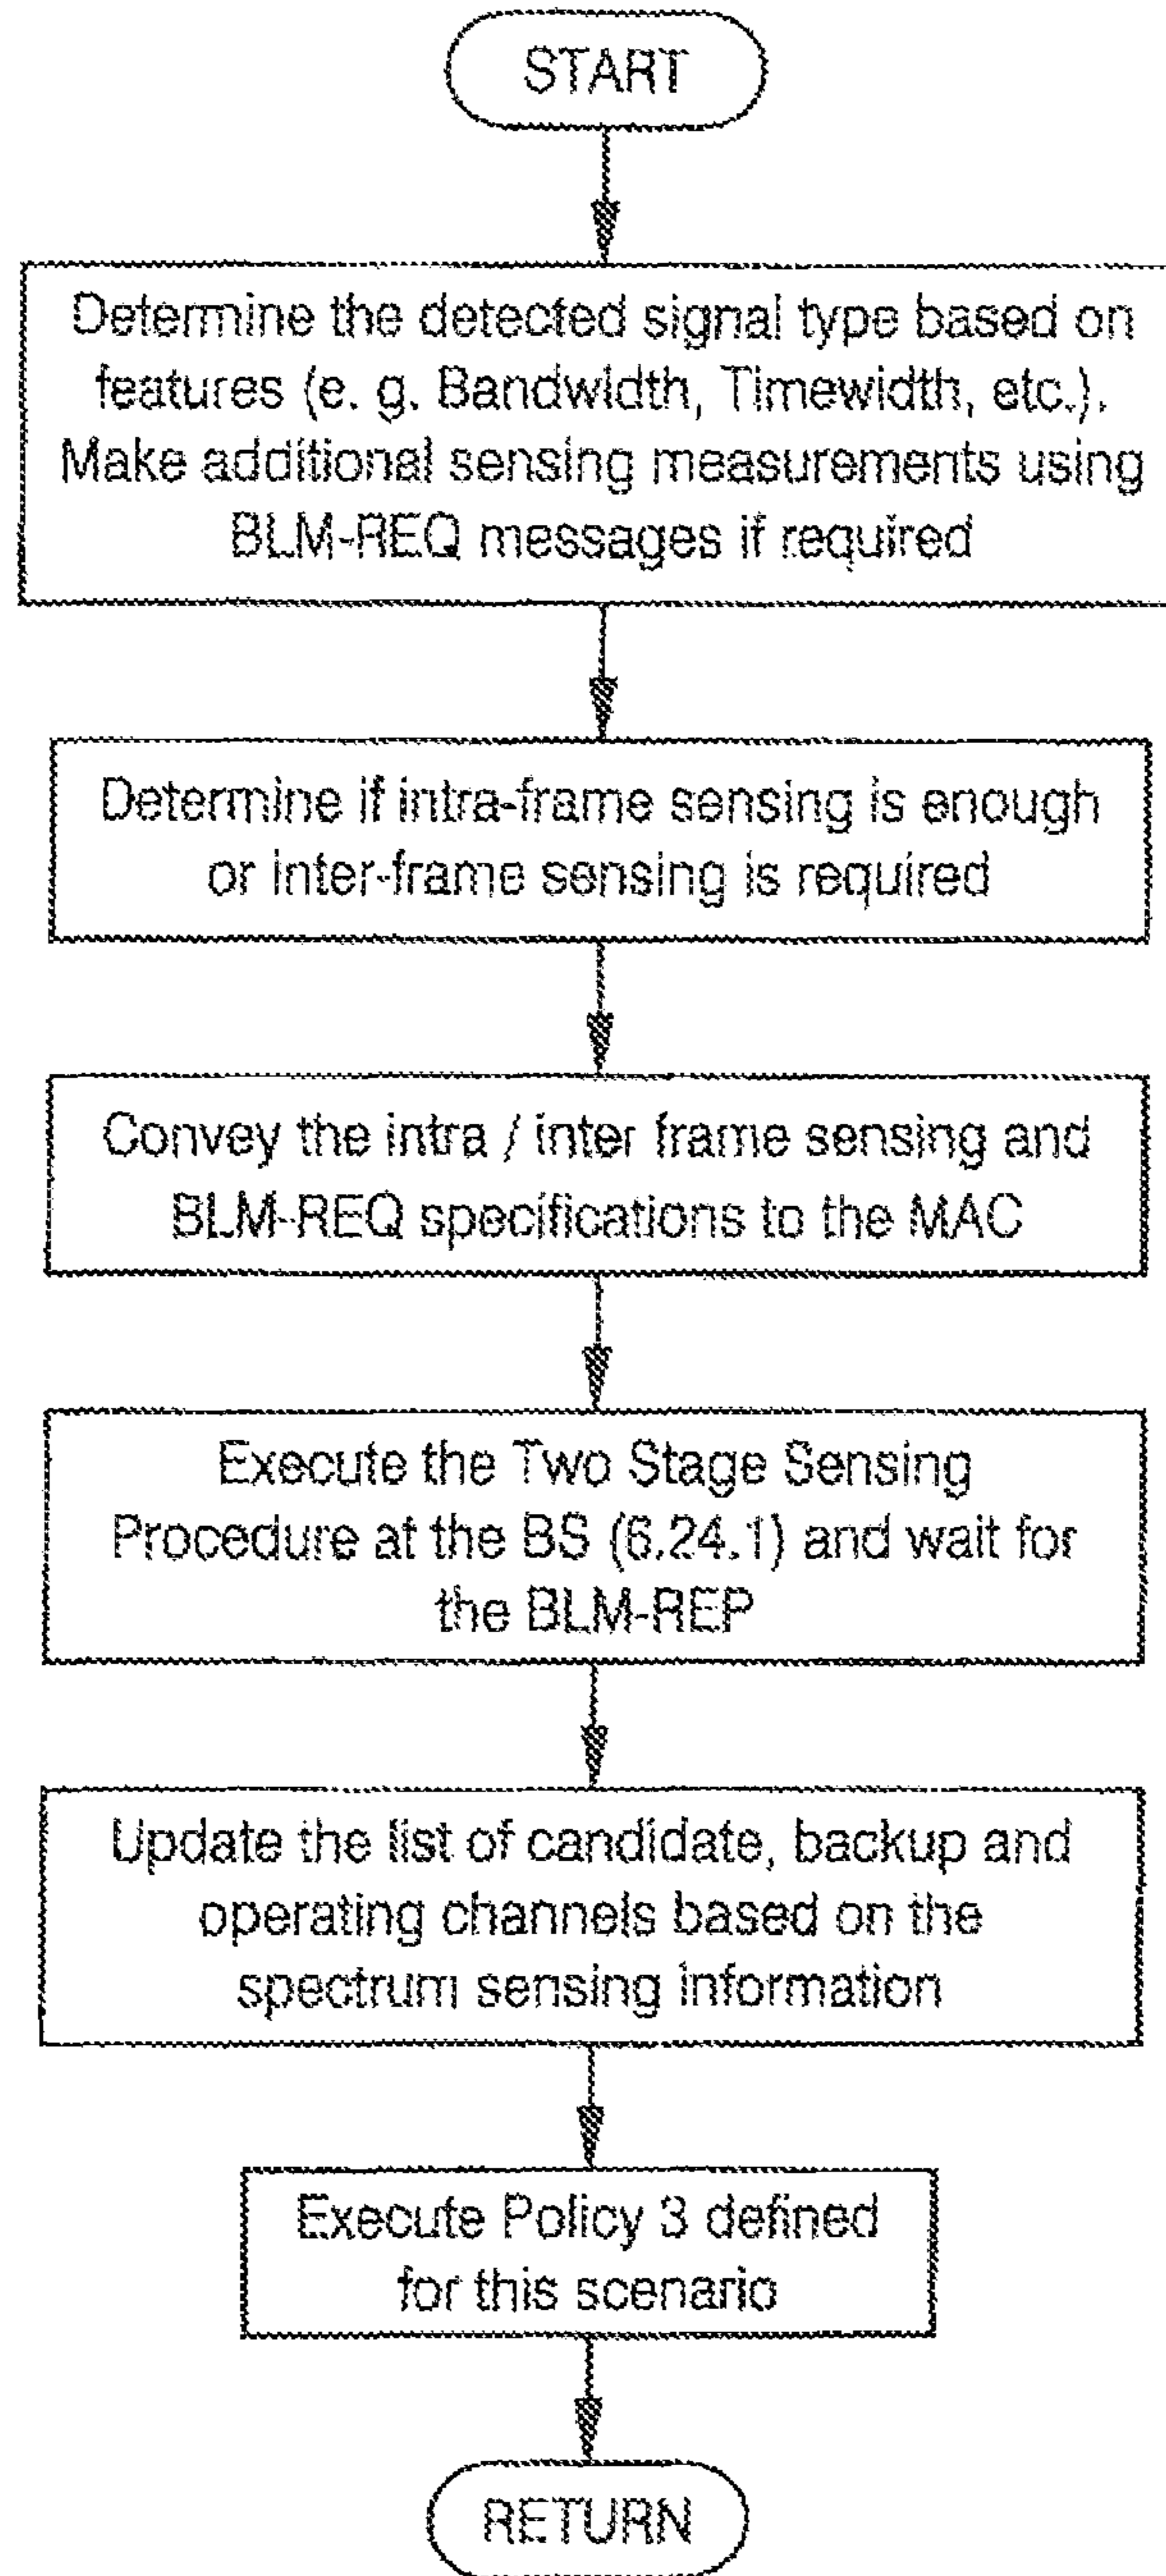 START
Determine the detected signal type based on
features (e. g. Bandwidth, Timewidth, etc.).
Make additional sensing measurements using
BLM-REQ messages if required
Determine if intra-frame sensing is enough
or inter-frame sensing is required
Convey the intra / inter frame sensing and
BLM-REQ specifications to the MAC
Execute the Two Stage Sensing
Procedure at the BS (6.24.1) and wait for
the BLM-REP
Update the list of candidate, backup and
operating channels based on the
spectrum sensing information
Execute Policy 3 defined
for this scenario
RETURN